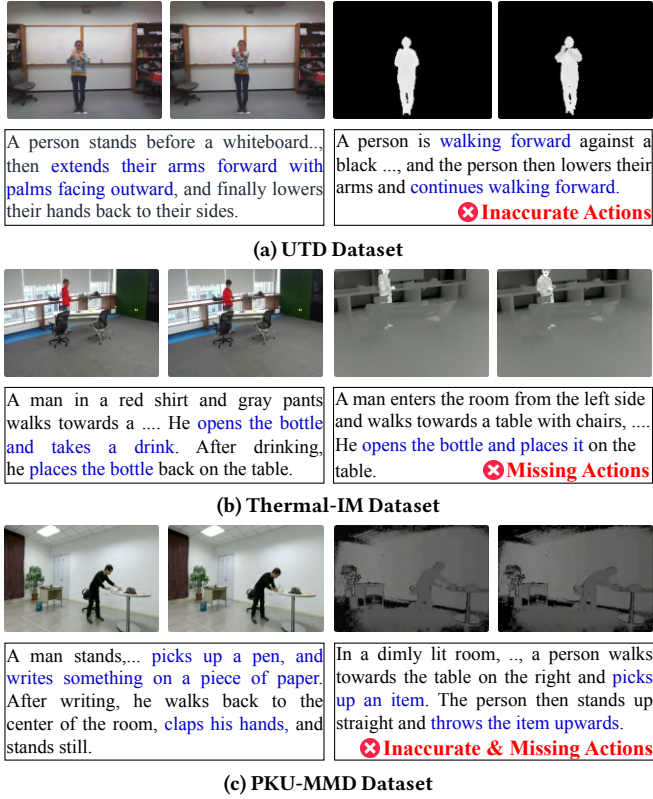 A person stands before a whiteboard..,
then extends their arms forward with
palms facing outward, and finally lowers
their hands back to their sides.
A person is walking forward against a
black ..., and the person then lowers their
arms and continues walking forward.
Inaccurate Actions
(a) UTD Dataset
A man in a red shirt and gray pants
walks towards a .... He opens the bottle
and takes a drink. After drinking,
he places the bottle back on the table.
A man enters the room from the left side
and walks towards a table with chairs, ....
He opens the bottle and places it on the
table.
Missing Actions
(b) Thermal-IM Dataset
A man stands,... picks up a pen, and
writes something on a piece of paper.
After writing, he walks back to the
center of the room, claps his hands, and
stands still.
In a dimly lit room, .., a person walks
towards the table on the right and picks
up an item. The person then stands up
straight and throws the item upwards.
Inaccurate & Missing Actions
(c) PKU-MMD Dataset